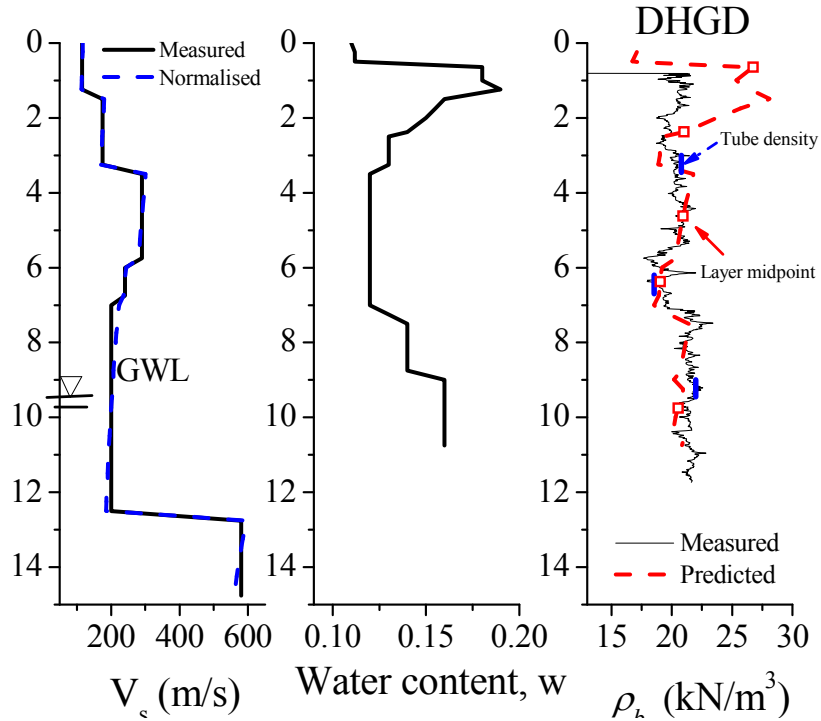 DHGD
0
2
4
6
8
10
12
14
Measured
Normalised
GWL
200 400 600
V_s (m/s)
0
2
4
6
8
10
12
14
0.10 0.15 0.20
Water content, w
0
2
4
6
8
10
12
14
Tube density
Layer midpoint
Measured
Predicted
15 20 25 30
ρ_b (kN/m³)